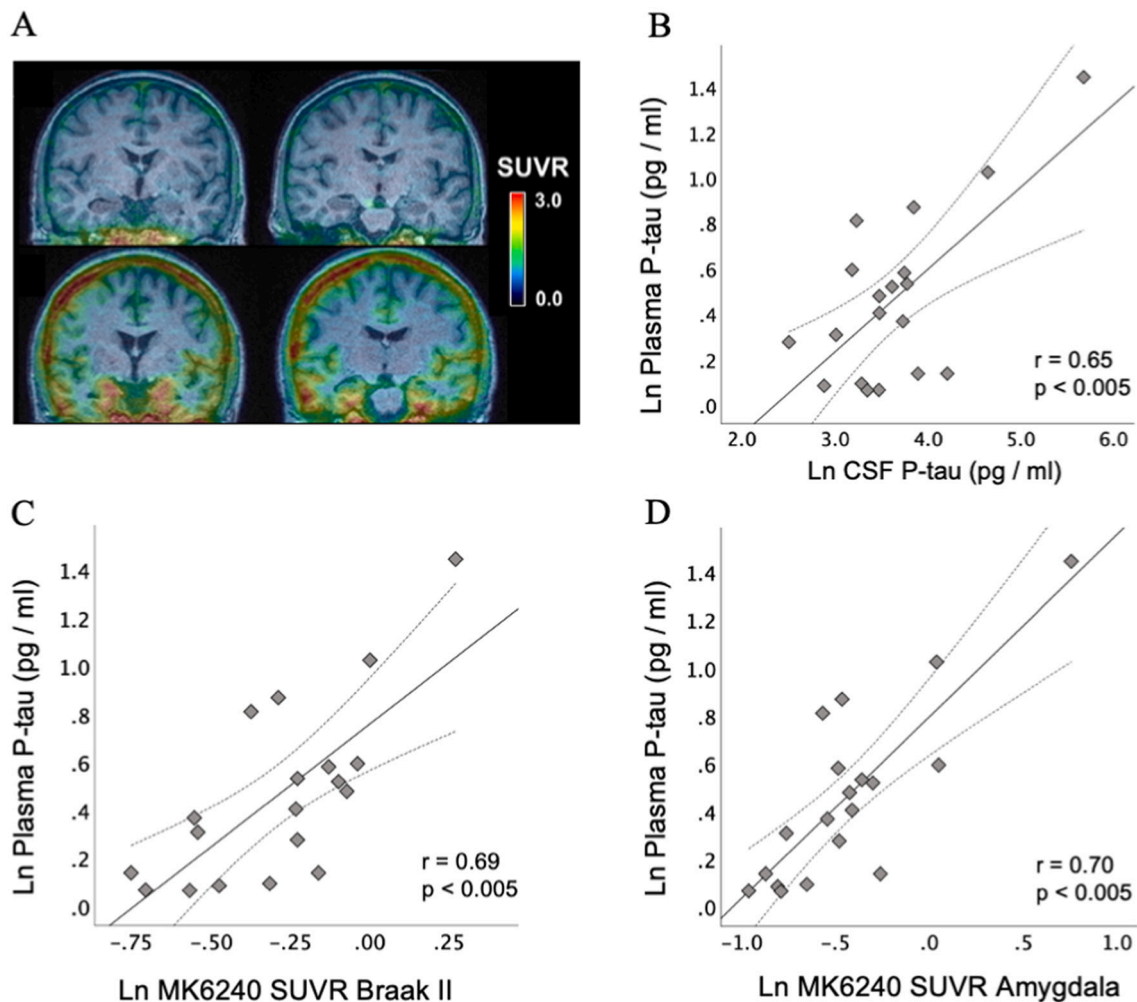 A
SUVR
3.0
0.0
B
Ln Plasma P-tau (pg / ml)
1.4
1.2
1.0
.8
.6
.4
.2
.0
r = 0.65
p < 0.005
2.0 3.0 4.0 5.0 6.0
Ln CSF P-tau (pg / ml)
C
Ln Plasma P-tau (pg / ml)
1.4
1.2
1.0
.8
.6
.4
.2
.0
r = 0.69
p < 0.005
-.75 -.50 -.25 .00 .25
Ln MK6240 SUVR Braak II
D
Ln Plasma P-tau (pg / ml)
1.4
1.2
1.0
.8
.6
.4
.2
.0
r = 0.70
p < 0.005
-1.0 -.5 .0 .5 1.0
Ln MK6240 SUVR Amygdala